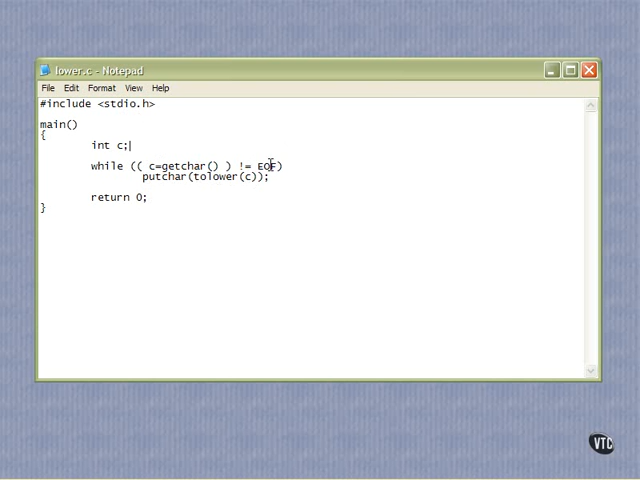 lower.c - Notepad
File Edit Format View Help
#include <stdio.h>
main()
{
int c;
while (( c=getchar() ) != EOF)
putchar(tolower(c));
return 0;
}
VTC